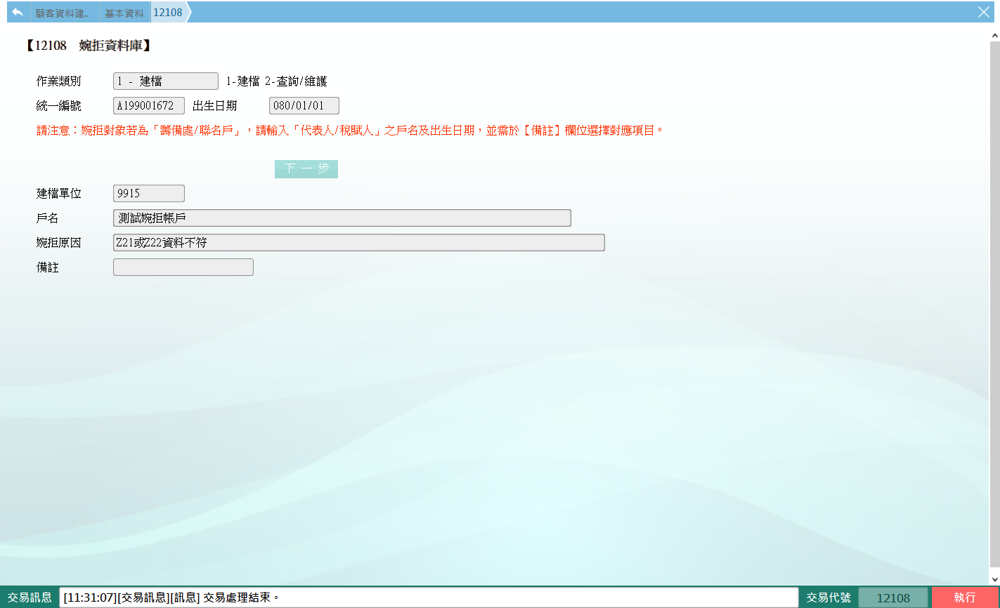 顧客資料建.. 基本資料 12108
【12108 婉拒資料庫】
作業類別 1 - 建檔 1-建檔 2-查詢/維護
統一編號 A199001672 出生日期 080/01/01
請注意：婉拒對象若為「籌備處/聯名戶」，請輸入「代表人/稅賦人」之戶名及出生日期，並需於【備註】欄位選擇對應項目。
下一步
建檔單位 9915
戶名 測試婉拒帳戶
婉拒原因 Z21或Z22資料不符
備註
交易訊息 [11:31:07][交易訊息][訊息] 交易處理結束。 交易代號 12108 執行